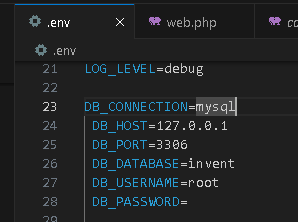 .env
web.php
.env
21 LOG_LEVEL=debug
22
23 DB_CONNECTION=mysql
24 DB_HOST=127.0.0.1
25 DB_PORT=3306
26 DB_DATABASE=invent
27 DB_USERNAME=root
28 DB_PASSWORD=